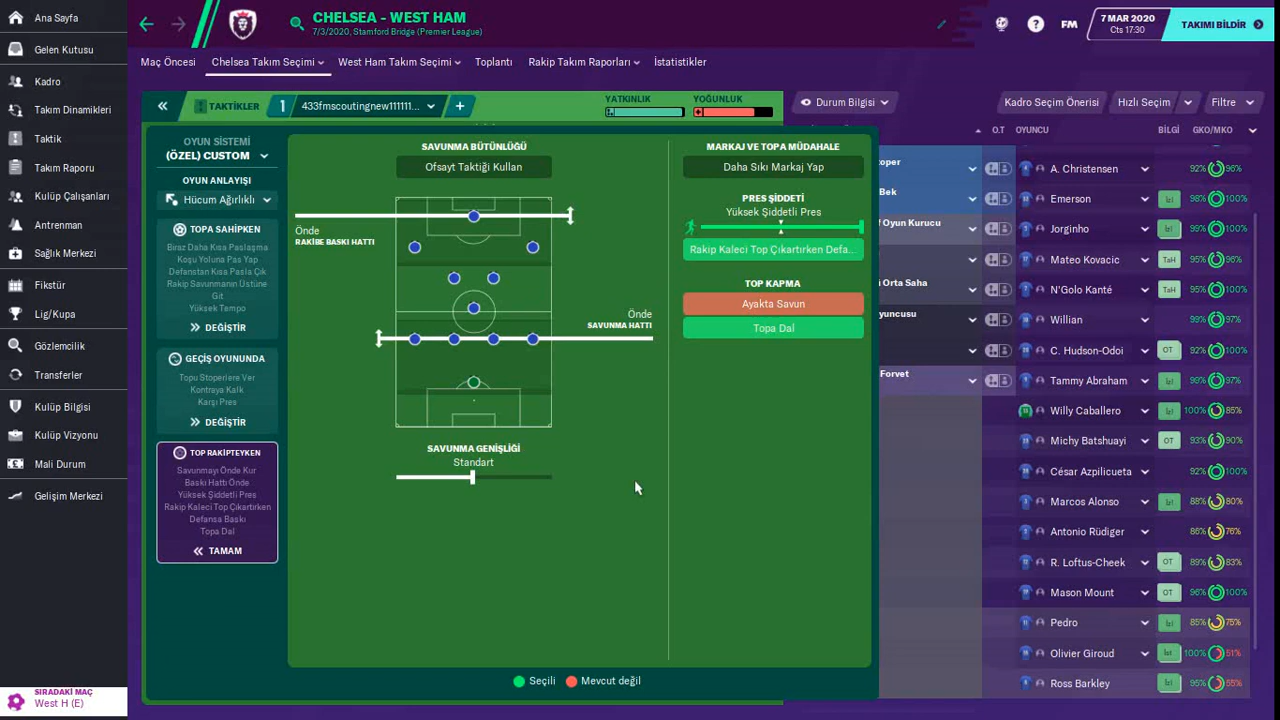 Ana Sayfa
Gelen Kutusu
Kadro
Takım Dinamikleri
Taktik
Takım Raporu
Kulüp Çalışanları
Antrenman
Sağlık Merkezi
Fikstür
Lig/Kupa
Gözlemcilik
Transferler
Kulüp Bilgisi
Kulüp Vizyonu
Mali Durum
Gelişim Merkezi
SIRADAKİ MAÇ
West H (E)
CHELSEA - WEST HAM
7/3/2020, Stamford Bridge (Premier League)
FM
7 MAR 2020
Cts 17:30
TAKIMI BİLDİR
Maç Öncesi
Chelsea Takım Seçimi
West Ham Takım Seçimi
Toplantı
Rakip Takım Raporları
İstatistikler
TAKTİKLER
1
433fmscoutingnew111111...
YATKINLIK
YOĞUNLUK
Durum Bilgisi
Kadro Seçim Önerisi
Hızlı Seçim
Filtre
OYUN SİSTEMİ
(ÖZEL) CUSTOM
OYUN ANLAYIŞI
Hücum Ağırlıklı
TOPA SAHİPKEN
Biraz Daha Kısa Paslaşma
Koşu Yoluna Pas Yap
Defanstan Kısa Pasla Çık
Rakip Savunmanın Üstüne
Git
Yüksek Tempo
DEĞİŞTİR
GEÇİŞ OYUNUNDA
Topu Stoperlere Ver
Kontraya Kalk
Karşı Pres
DEĞİŞTİR
TOP RAKİPTEYKEN
Savunmayı Önde Kur
Baskı Hattı Önde
Yüksek Şiddetli Pres
Rakip Kaleci Top Çıkartırken
Defansa Baskı
Topa Dal
TAMAM
SAVUNMA BÜTÜNLÜĞÜ
Ofsayt Taktiği Kullan
Önde
RAKİBE BASKI HATTI
Önde
SAVUNMA HATTI
SAVUNMA GENİŞLİĞİ
Standart
MARKAJ VE TOPA MÜDAHALE
Daha Sıkı Markaj Yap
PRES ŞİDDETİ
Yüksek Şiddetli Pres
Rakip Kaleci Top Çıkartırken Defa...
TOP KAPMA
Ayakta Savun
Topa Dal
Seçili
Mevcut değil
O.T OYUNCU BİLGİ GKO/MKO
toper A. Christensen 92% 96%
Bek Emerson 98% 100%
f Oyun Kurucu Jorginho 99% 100%
Mateo Kovacic TaH 95% 96%
i Orta Saha N'Golo Kanté TaH 95% 98%
yuncusu Willian 99% 97%
C. Hudson-Odoi OT 92% 100%
Forvet Tammy Abraham 97%
Willy Caballero 100% 85%
Michy Batshuayi OT 93% 90%
César Azpilicueta 92% 100%
Marcos Alonso 88% 80%
Antonio Rüdiger 76%
R. Loftus-Cheek OT 89% 83%
Mason Mount OT 96% 100%
Pedro 85% 75%
Olivier Giroud 100% 51%
Ross Barkley 95% 55%